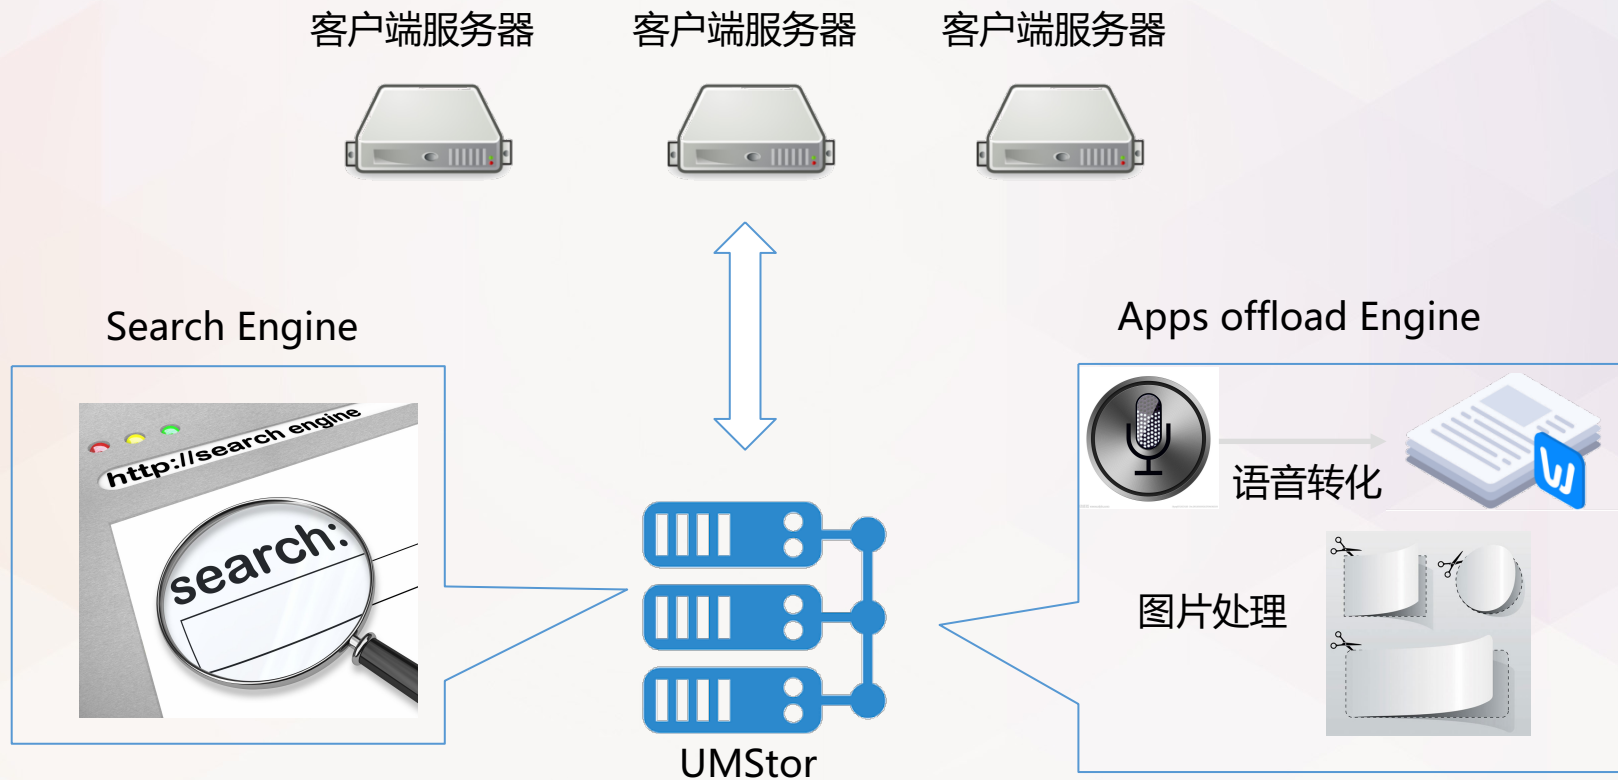 客户端服务器 客户端服务器 客户端服务器
Search Engine
Apps offload Engine
http://search engine
search:
语音转化
W
图片处理
UMStor